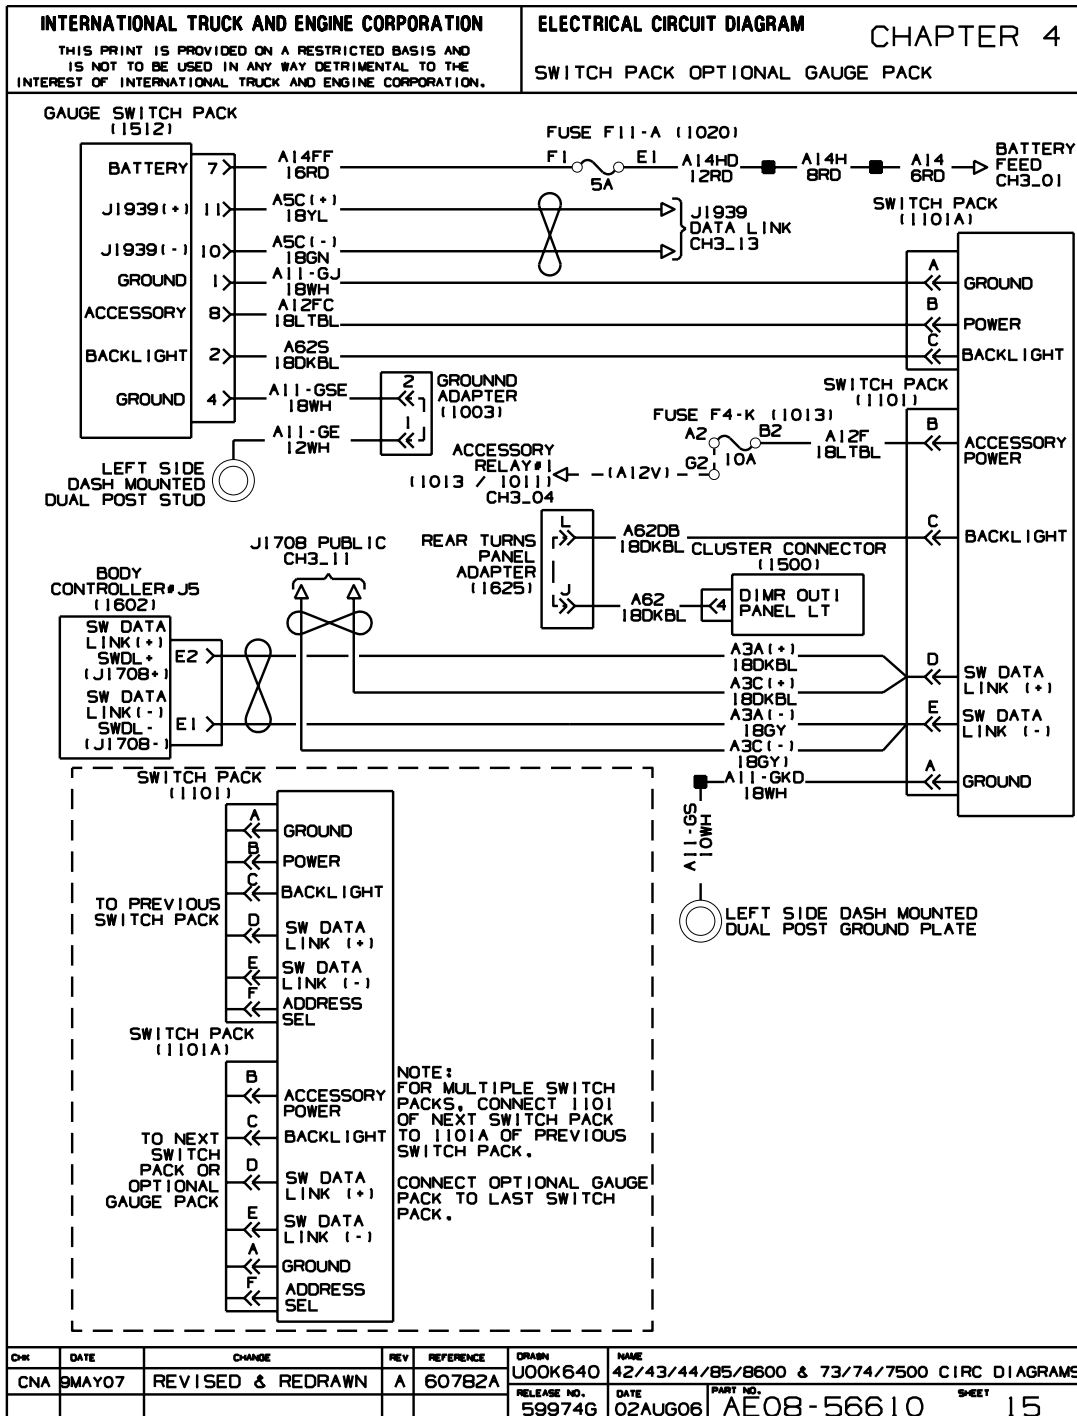 INTERNATIONAL TRUCK AND ENGINE CORPORATION
THIS PRINT IS PROVIDED ON A RESTRICTED BASIS AND
IS NOT TO BE USED IN ANY WAY DETRIMENTAL TO THE
INTEREST OF INTERNATIONAL TRUCK AND ENGINE CORPORATION.
ELECTRICAL CIRCUIT DIAGRAM
CHAPTER 4
SWITCH PACK OPTIONAL GAUGE PACK
GAUGE SWITCH PACK
(1512)
BATTERY 7
A14FF
16RD
FUSE F11-A (1020)
F1 E1
5A
A14HD
12RD
A14H
8RD
A14
6RD
BATTERY
FEED
CH3_01
J1939(+) 11
A5C(+)
18YL
J1939(-) 10
A5C(-)
18GN
J1939
DATA LINK
CH3_13
SWITCH PACK
(1101A)
GROUND 1
A11-GJ
18WH
A
GROUND
ACCESSORY 8
A12FC
18LTBL
B
POWER
BACKLIGHT 2
A62S
18DKBL
C
BACKLIGHT
GROUND 4
A11-GSE
18WH
2
1
GROUNND
ADAPTER
(1003)
A11-GE
12WH
LEFT SIDE
DASH MOUNTED
DUAL POST STUD
SWITCH PACK
(1101)
FUSE F4-K (1013)
A2 B2
G2 10A
A12F
18LTBL
B
ACCESSORY
POWER
ACCESSORY
RELAY#1
(1013 / 1011)
CH3_04
(A12V)
REAR TURNS
PANEL
ADAPTER
(1625)
L
J
A62DB
18DKBL
C
BACKLIGHT
CLUSTER CONNECTOR
(1500)
A62
18DKBL
4
DIMR OUT1
PANEL LT
J1708 PUBLIC
CH3_11
BODY
CONTROLLER#J5
(1602)
SW DATA
LINK(+)
SWDL+
(J1708+)
E2
SW DATA
LINK(-)
SWDL-
(J1708-)
E1
A3A(+)
18DKBL
A3C(+)
18DKBL
A3A(-)
18GY
A3C(-)
18GY)
D
SW DATA
LINK (+)
E
SW DATA
LINK (-)
A11-GKD
18WH
A
GROUND
A11-GS
10WH
LEFT SIDE DASH MOUNTED
DUAL POST GROUND PLATE
SWITCH PACK
(1101)
A
GROUND
B
POWER
C
BACKLIGHT
TO PREVIOUS
SWITCH PACK
D
SW DATA
LINK (+)
E
SW DATA
LINK (-)
F
ADDRESS
SEL
SWITCH PACK
(1101A)
B
ACCESSORY
POWER
C
BACKLIGHT
TO NEXT
SWITCH
PACK OR
OPTIONAL
GAUGE PACK
D
SW DATA
LINK (+)
E
SW DATA
LINK (-)
A
GROUND
F
ADDRESS
SEL
NOTE:
FOR MULTIPLE SWITCH
PACKS, CONNECT 1101
OF NEXT SWITCH PACK
TO 1101A OF PREVIOUS
SWITCH PACK.
CONNECT OPTIONAL GAUGE
PACK TO LAST SWITCH
PACK.
CHK DATE CHANGE REV REFERENCE
CNA 9MAY07 REVISED & REDRAWN A 60782A
DRAWN
U00K640
NAME
42/43/44/85/8600 & 73/74/7500 CIRC DIAGRAMS
RELEASE NO.
59974G
DATE
02AUG06
PART NO.
AE08-56610
SHEET
15